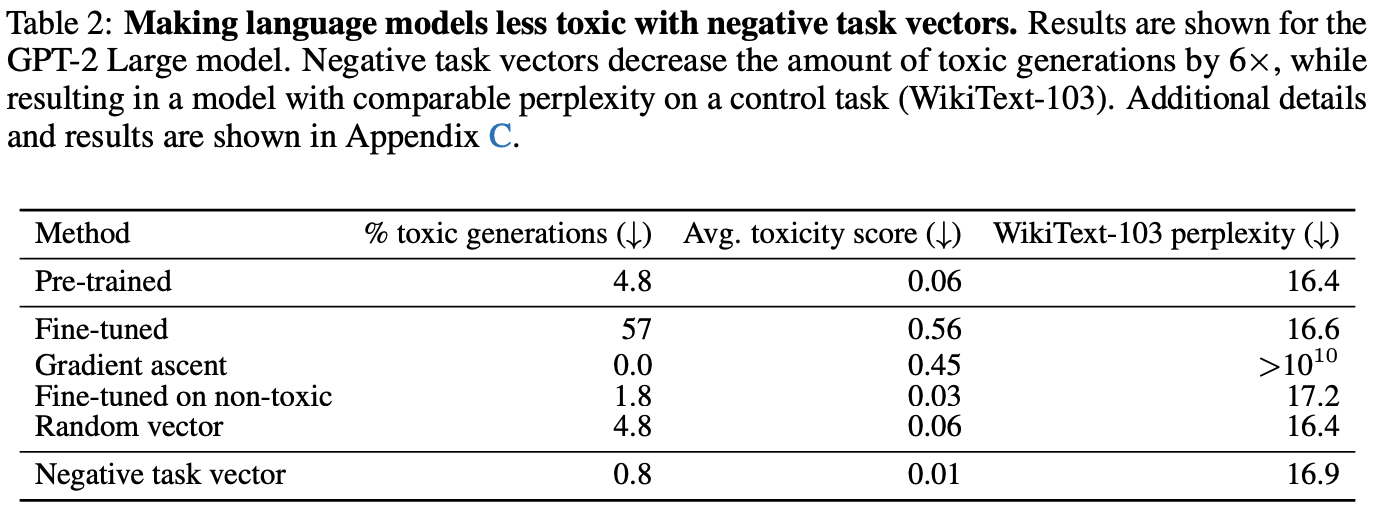 Table 2: Making language models less toxic with negative task vectors. Results are shown for the
GPT-2 Large model. Negative task vectors decrease the amount of toxic generations by 6×, while
resulting in a model with comparable perplexity on a control task (WikiText-103). Additional details
and results are shown in Appendix C.
Method % toxic generations (↓) Avg. toxicity score (↓) WikiText-103 perplexity (↓)
Pre-trained 4.8 0.06 16.4
Fine-tuned 57 0.56 16.6
Gradient ascent 0.0 0.45 >10¹⁰
Fine-tuned on non-toxic 1.8 0.03 17.2
Random vector 4.8 0.06 16.4
Negative task vector 0.8 0.01 16.9